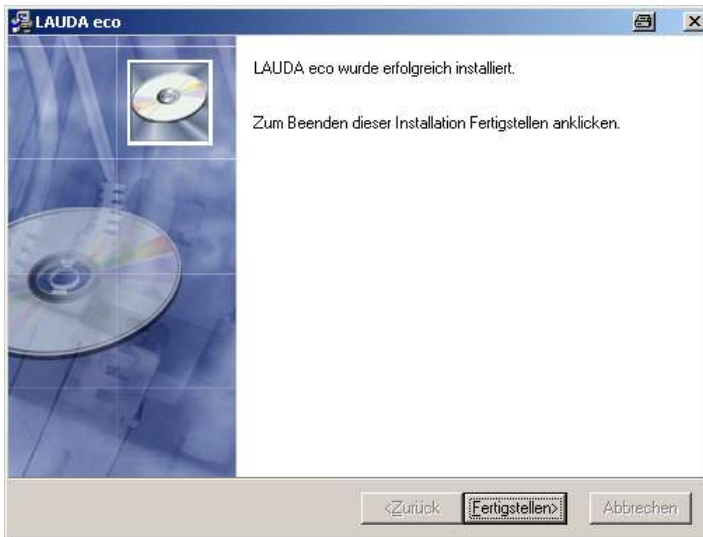 LAUDA eco
LAUDA eco wurde erfolgreich installiert.
Zum Beenden dieser Installation Fertigstellen anklicken.
<Zurück
Fertigstellen>
Abbrechen